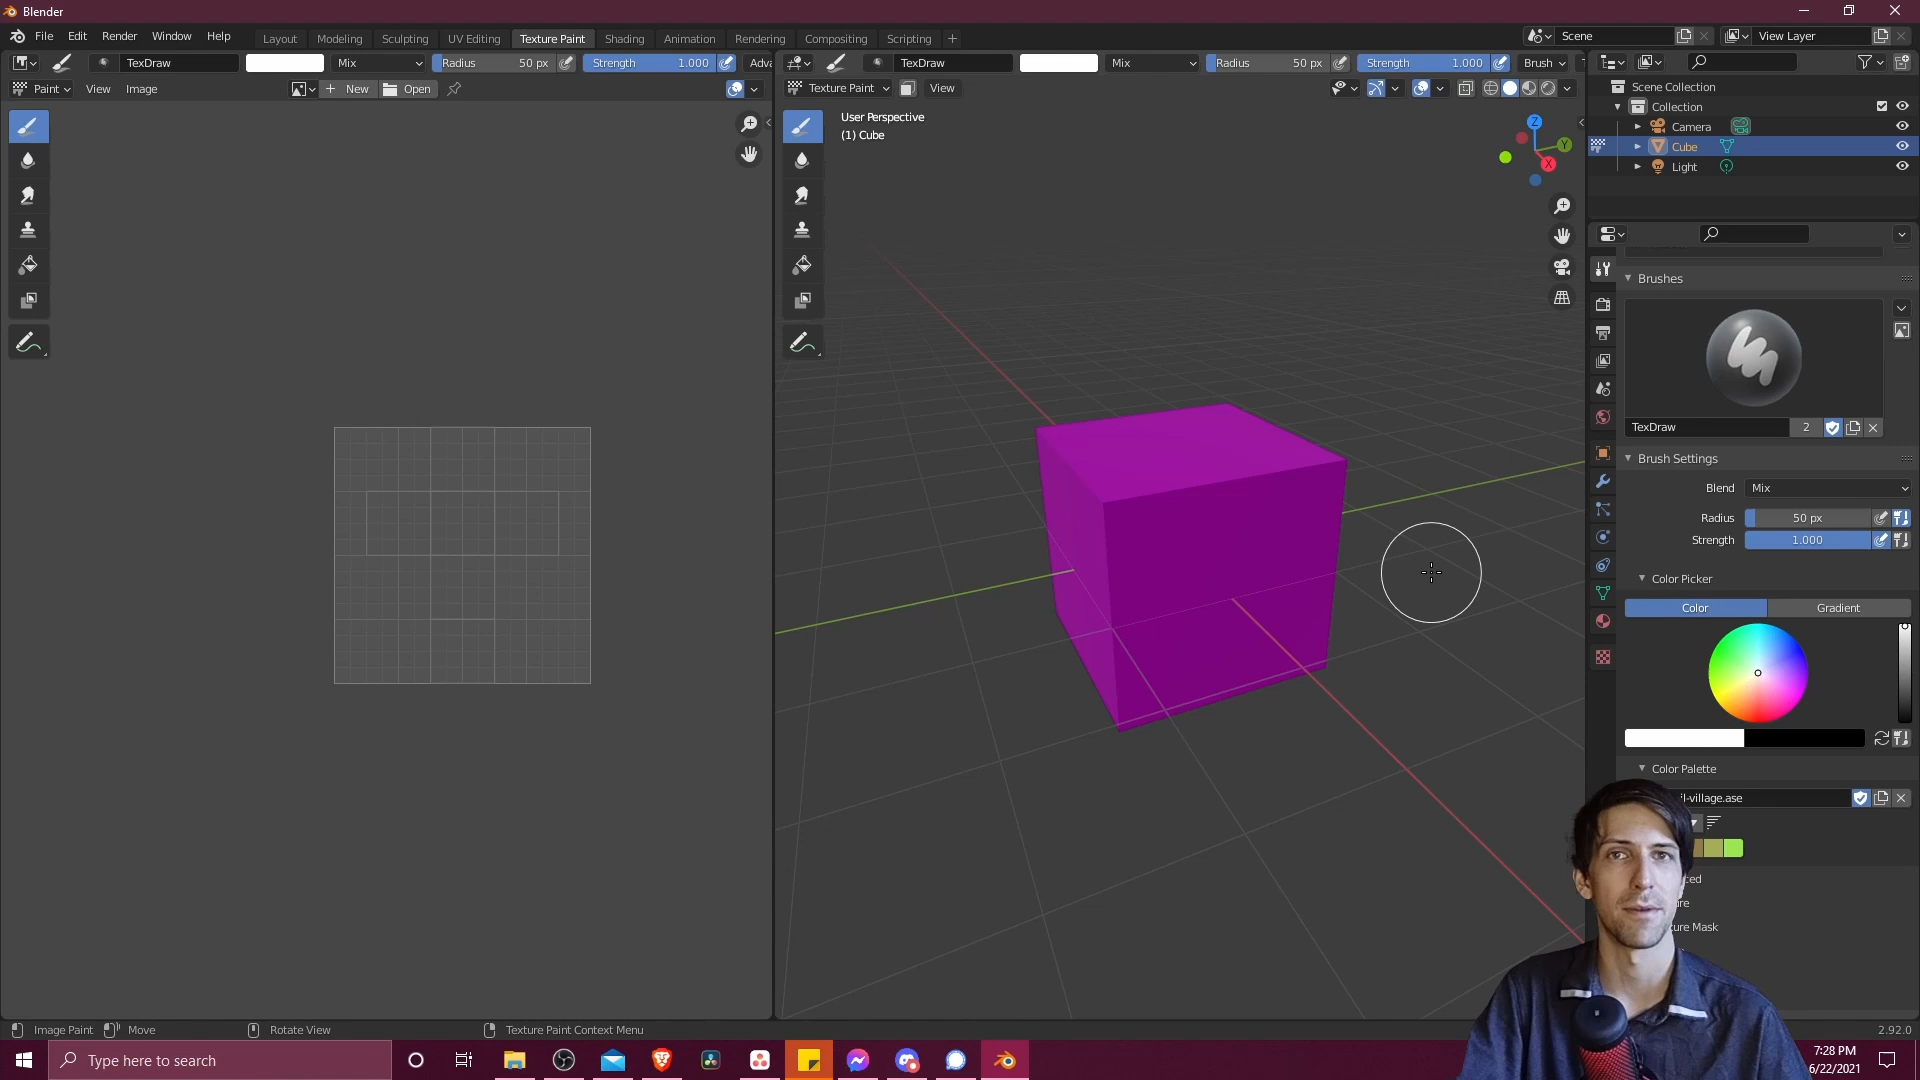 Blender
File Edit Render Window Help
Layout Modeling Sculpting UV Editing Texture Paint Shading Animation Rendering Compositing Scripting
Scene
View Layer
TexDraw Mix Radius 50 px Strength 1.000 Adva
TexDraw Mix Radius 50 px Strength 1.000 Brush
Paint View Image New Open
Texture Paint View
User Perspective
(1) Cube
Z
Y
X
Scene Collection
Collection
Camera
Cube
Light
Brushes
TexDraw 2
Brush Settings
Blend Mix
Radius 50 px
Strength 1.000
Color Picker
Color Gradient
Color Palette
l-village.ase
ced
ure
ure Mask
Image Paint Move Rotate View Texture Paint Context Menu
2.92.0
Type here to search
7:28 PM
6/22/2021